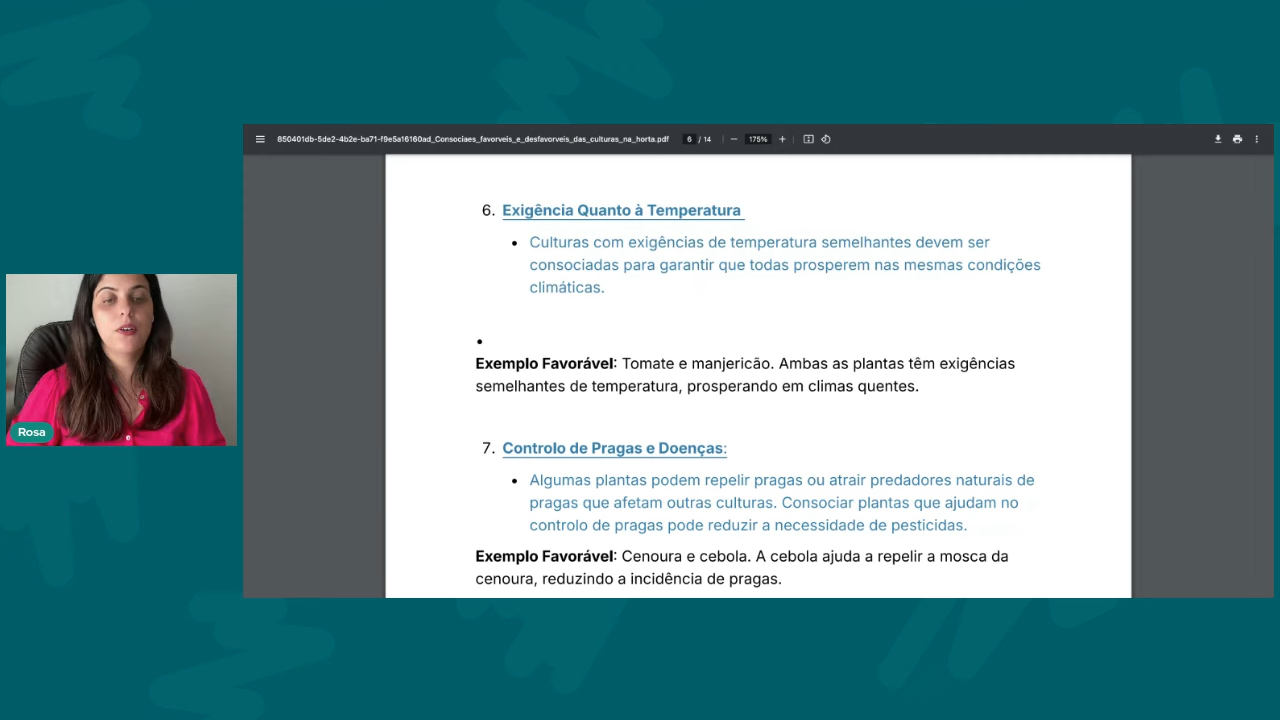 850401db-5de2-4b2e-ba71-f9e5a16160ad_Consociaes_favorveis_e_desfavorveis_das_culturas_na_horta.pdf 6 / 14 175%
6. Exigência Quanto à Temperatura
• Culturas com exigências de temperatura semelhantes devem ser
consociadas para garantir que todas prosperem nas mesmas condições
climáticas.
•
Exemplo Favorável: Tomate e manjericão. Ambas as plantas têm exigências
semelhantes de temperatura, prosperando em climas quentes.
7. Controlo de Pragas e Doenças:
• Algumas plantas podem repelir pragas ou atrair predadores naturais de
pragas que afetam outras culturas. Consociar plantas que ajudam no
controlo de pragas pode reduzir a necessidade de pesticidas.
Exemplo Favorável: Cenoura e cebola. A cebola ajuda a repelir a mosca da
cenoura, reduzindo a incidência de pragas.
Rosa